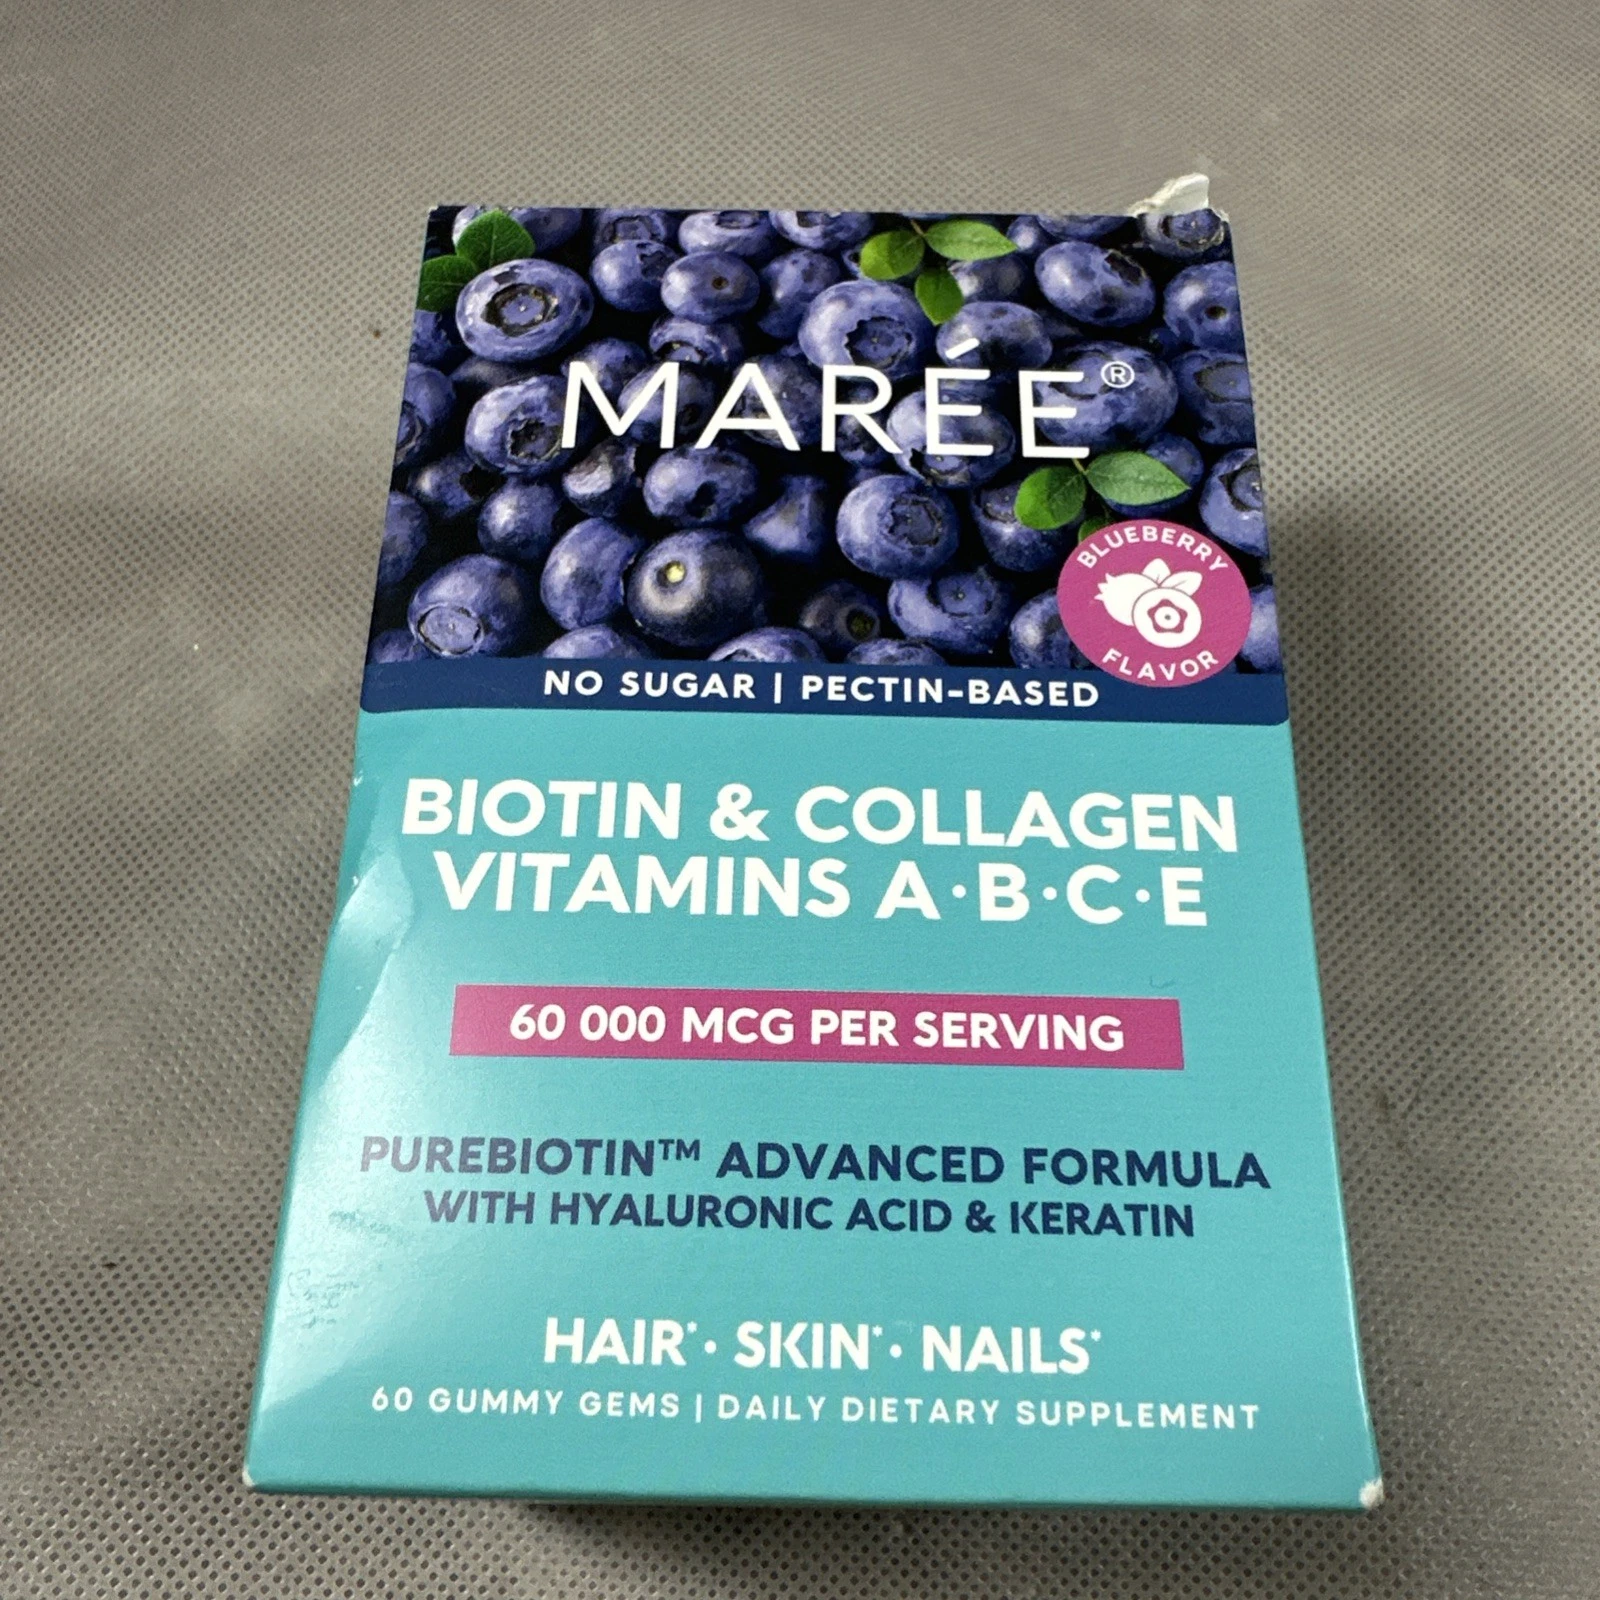 MARÉE®
BLUEBERRY
FLAVOR
NO SUGAR | PECTIN-BASED
BIOTIN & COLLAGEN
VITAMINS A·B·C·E
60 000 MCG PER SERVING
PUREBIOTIN™ ADVANCED FORMULA
WITH HYALURONIC ACID & KERATIN
HAIR*· SKIN*· NAILS*
60 GUMMY GEMS | DAILY DIETARY SUPPLEMENT